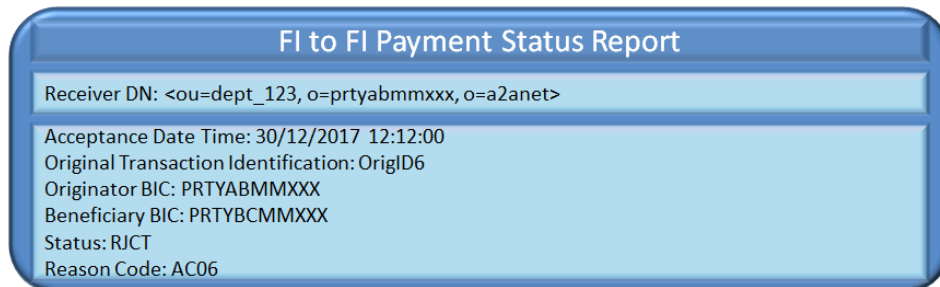 FI to FI Payment Status Report
Receiver DN: <ou=dept_123, o=prtyabmmxxx, o=a2anet>
Acceptance Date Time: 30/12/2017 12:12:00
Original Transaction Identification: OrigID6
Originator BIC: PRTYABMMXXX
Beneficiary BIC: PRTYBCMMXXX
Status: RJCT
Reason Code: AC06